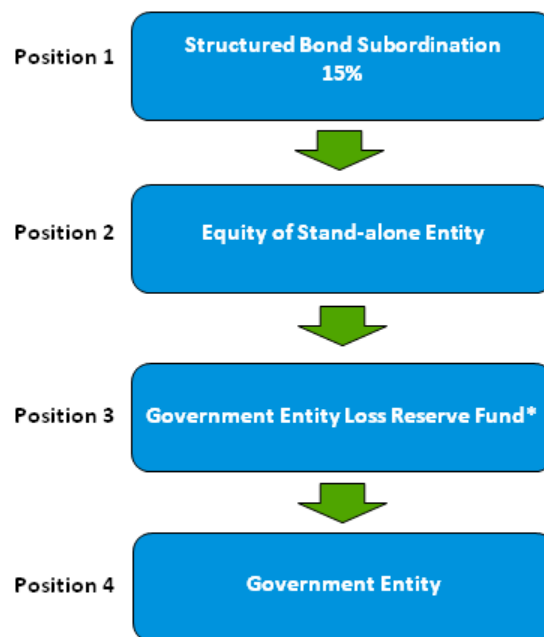 Position 1
Structured Bond Subordination
15%
Position 2
Equity of Stand-alone Entity
Position 3
Government Entity Loss Reserve Fund*
Position 4
Government Entity